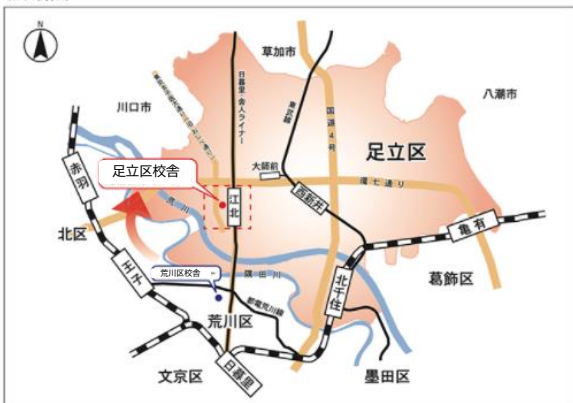 N
草加市
八潮市
川口市
日暮里・舎人ライナー
東武線
国道4号
足立区
足立区校舎
大師前
環七通り
赤羽
江北
西新井
荒川
亀有
北区
王子
荒川区校舎
隅田川
北千住
葛飾区
都電荒川線
荒川区
日暮里
文京区
墨田区